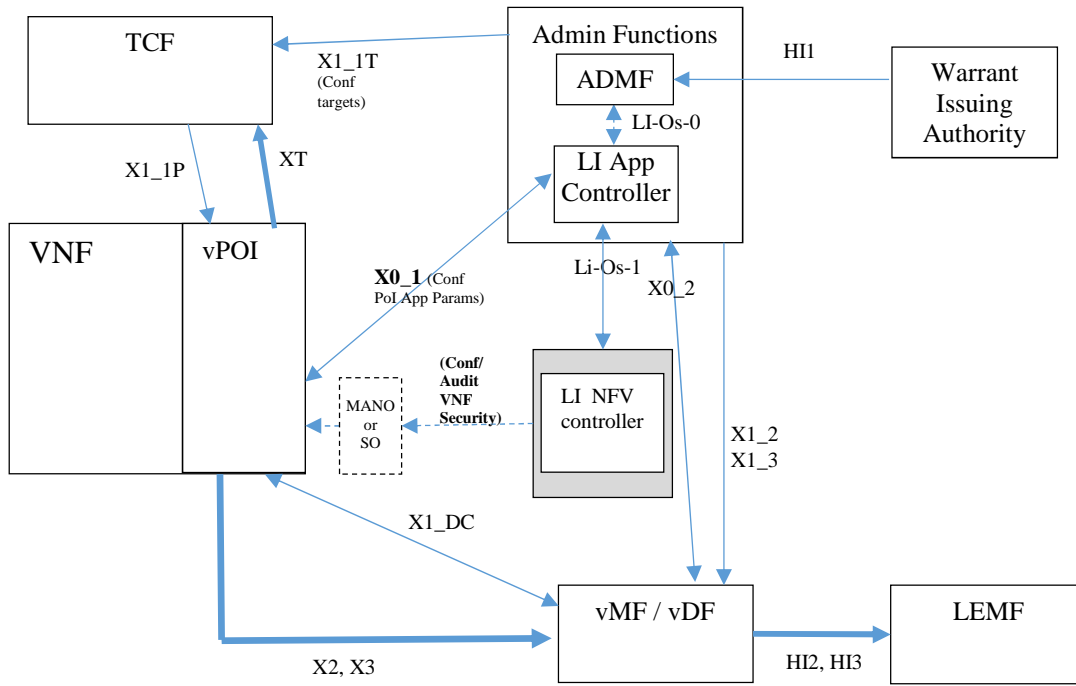 TCF
Admin Functions
HI1
X1_1T
(Conf
targets)
ADMF
Warrant
Issuing
Authority
LI-Os-0
X1_1P
XT
LI App
Controller
VNF
vPOI
Li-Os-1
X0_1 (Conf
PoI App Params)
X0_2
(Conf/
Audit
VNF
Security)
LI NFV
controller
MANO
or
SO
X1_2
X1_3
X1_DC
vMF / vDF
LEMF
X2, X3
HI2, HI3